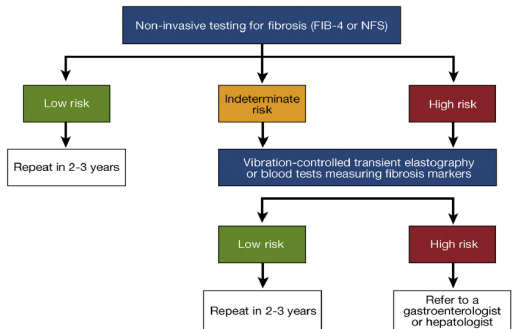 Non-invasive testing for fibrosis (FIB-4 or NFS)
Low risk
Indeterminate
risk
High risk
Repeat in 2-3 years
Vibration-controlled transient elastography
or blood tests measuring fibrosis markers
Low risk
High risk
Repeat in 2-3 years
Refer to a
gastroenterologist
or hepatologist